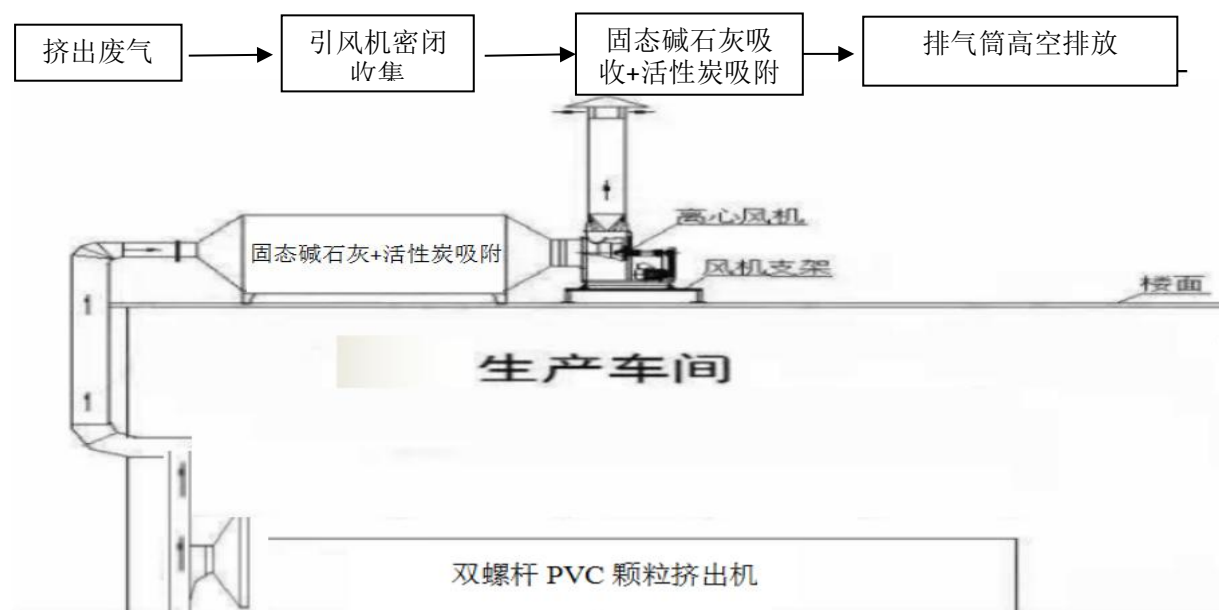 挤出废气
引风机密闭
收集
固态碱石灰吸
收+活性炭吸附
排气筒高空排放
离心风机
固态碱石灰+活性炭吸附
风机支架
楼面
生产车间
双螺杆 PVC 颗粒挤出机